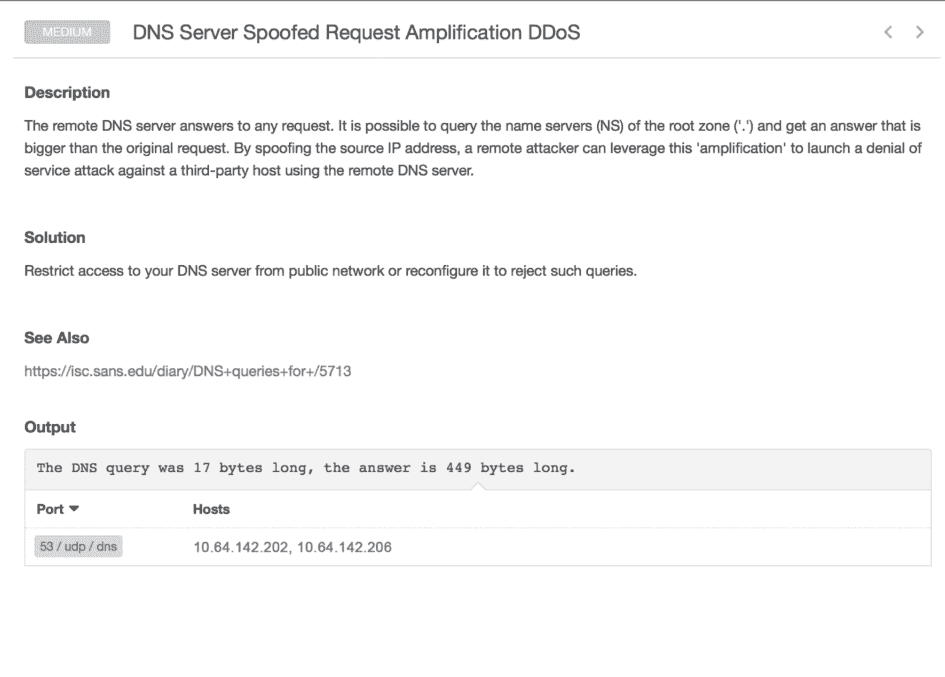 MEDIUM DNS Server Spoofed Request Amplification DDoS
Description
The remote DNS server answers to any request. It is possible to query the name servers (NS) of the root zone ('.') and get an answer that is
bigger than the original request. By spoofing the source IP address, a remote attacker can leverage this 'amplification' to launch a denial of
service attack against a third-party host using the remote DNS server.
Solution
Restrict access to your DNS server from public network or reconfigure it to reject such queries.
See Also
https://isc.sans.edu/diary/DNS+queries+for+/5713
Output
The DNS query was 17 bytes long, the answer is 449 bytes long.
Port Hosts
53 / udp / dns 10.64.142.202, 10.64.142.206